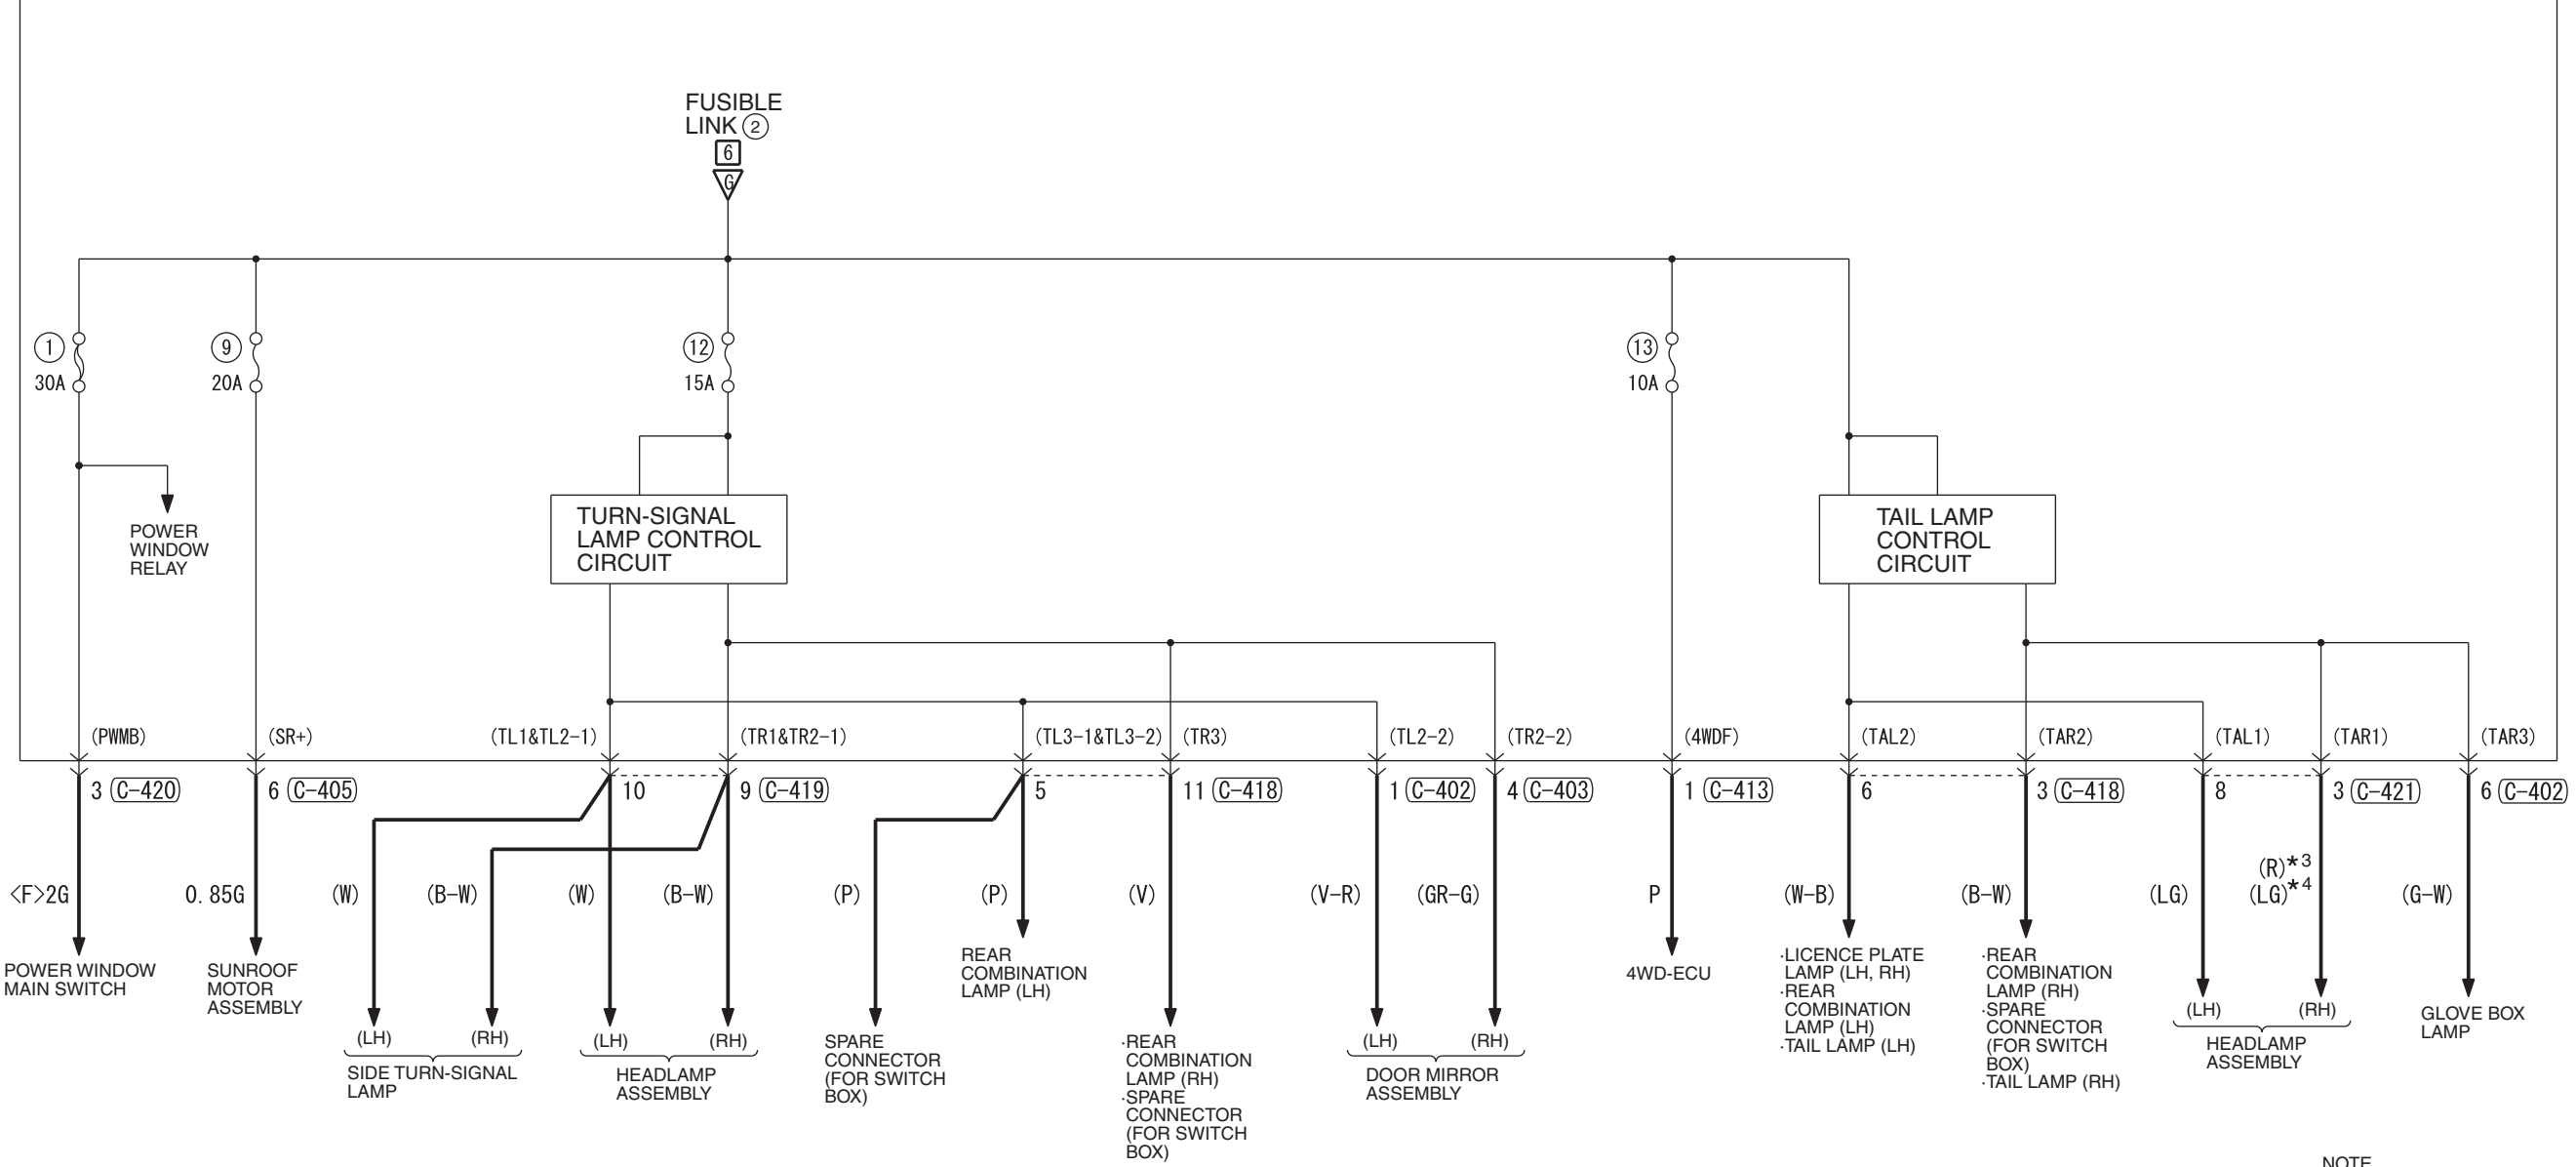 FUSIBLE
LINK ②
6
G
① 30A
⑨ 20A
⑫ 15A
⑬ 10A
POWER
WINDOW
RELAY
TURN-SIGNAL
LAMP CONTROL
CIRCUIT
TAIL LAMP
CONTROL
CIRCUIT
(PWMB) (SR+) (TL1&TL2-1) (TR1&TR2-1) (TL3-1&TL3-2) (TR3) (TL2-2) (TR2-2) (4WDF) (TAL2) (TAR2) (TAL1) (TAR1) (TAR3)
3 C-420 6 C-405 10 9 C-419 5 11 C-418 1 C-402 4 C-403 1 C-413 6 3 C-418 8 3 C-421 6 C-402
(R)*3
<F>2G 0.85G (W) (B-W) (W) (B-W) (P) (P) (V) (V-R) (GR-G) P (W-B) (B-W) (LG) (LG)*4 (G-W)
POWER WINDOW
MAIN SWITCH
SUNROOF
MOTOR
ASSEMBLY
(LH) (RH)
SIDE TURN-SIGNAL
LAMP
(LH) (RH)
HEADLAMP
ASSEMBLY
SPARE
CONNECTOR
(FOR SWITCH
BOX)
REAR
COMBINATION
LAMP (LH)
·REAR
COMBINATION
LAMP (RH)
·SPARE
CONNECTOR
(FOR SWITCH
BOX)
(LH) (RH)
DOOR MIRROR
ASSEMBLY
4WD-ECU
·LICENCE PLATE
LAMP (LH, RH)
·REAR
COMBINATION
LAMP (LH)
·TAIL LAMP (LH)
·REAR
COMBINATION
LAMP (RH)
·SPARE
CONNECTOR
(FOR SWITCH
BOX)
·TAIL LAMP (RH)
(LH) (RH)
HEADLAMP
ASSEMBLY
GLOVE BOX
LAMP
NOTE